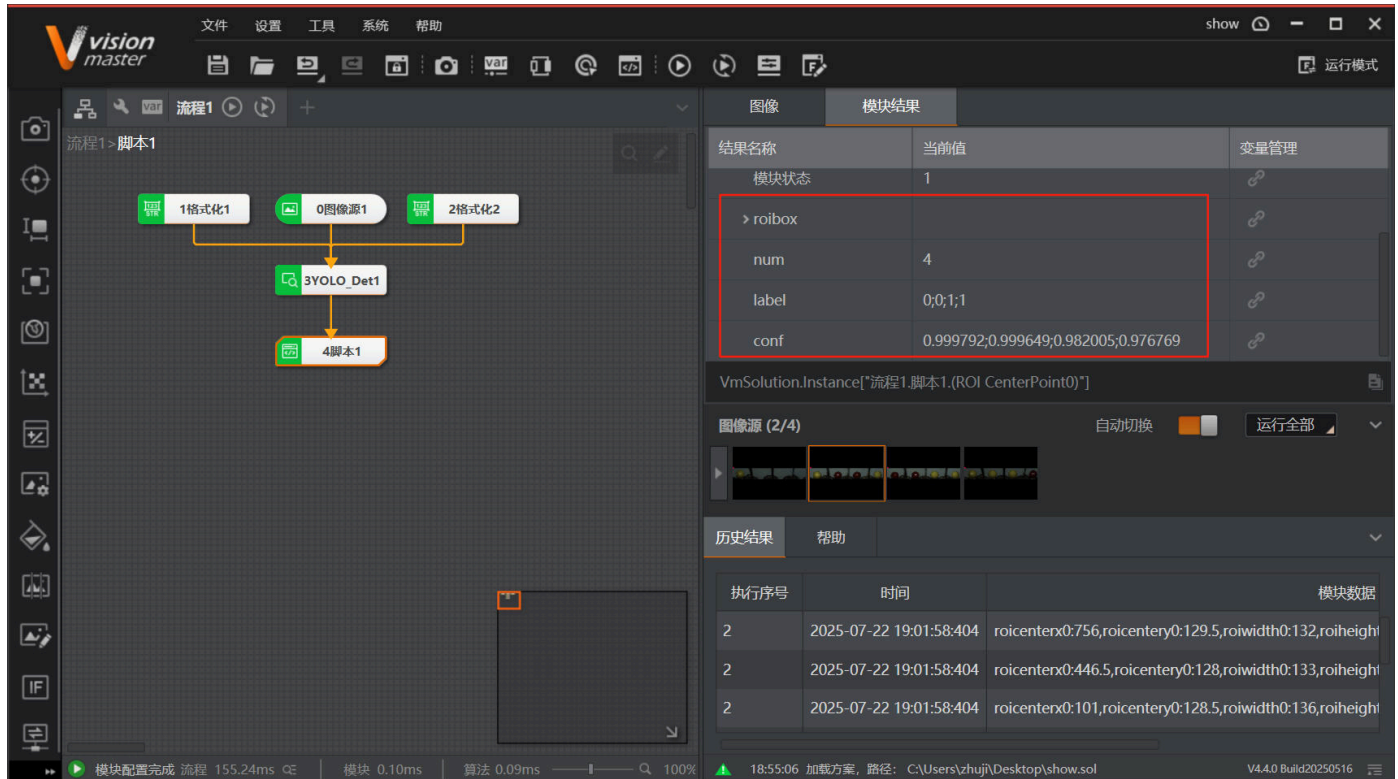 vision
master
文件 设置 工具 系统 帮助
show
var
运行模式
var 流程1
流程1>脚本1
1格式化1
0图像源1
2格式化2
3YOLO_Det1
4脚本1
IF
模块配置完成 流程 155.24ms 模块 0.10ms 算法 0.09ms 100%
图像 模块结果
结果名称 当前值 变量管理
模块状态 1
roibox
num 4
label 0;0;1;1
conf 0.999792;0.999649;0.982005;0.976769
VmSolution.Instance["流程1.脚本1.(ROI CenterPoint0)"]
图像源 (2/4) 自动切换 运行全部
历史结果 帮助
执行序号 时间 模块数据
2 2025-07-22 19:01:58:404 roicenterx0:756,roicentery0:129.5,roiwidth0:132,roiheight
2 2025-07-22 19:01:58:404 roicenterx0:446.5,roicentery0:128,roiwidth0:133,roiheight
2 2025-07-22 19:01:58:404 roicenterx0:101,roicentery0:128.5,roiwidth0:136,roiheight
18:55:06 加载方案，路径： C:\Users\zhuji\Desktop\show.sol V4.4.0 Build20250516